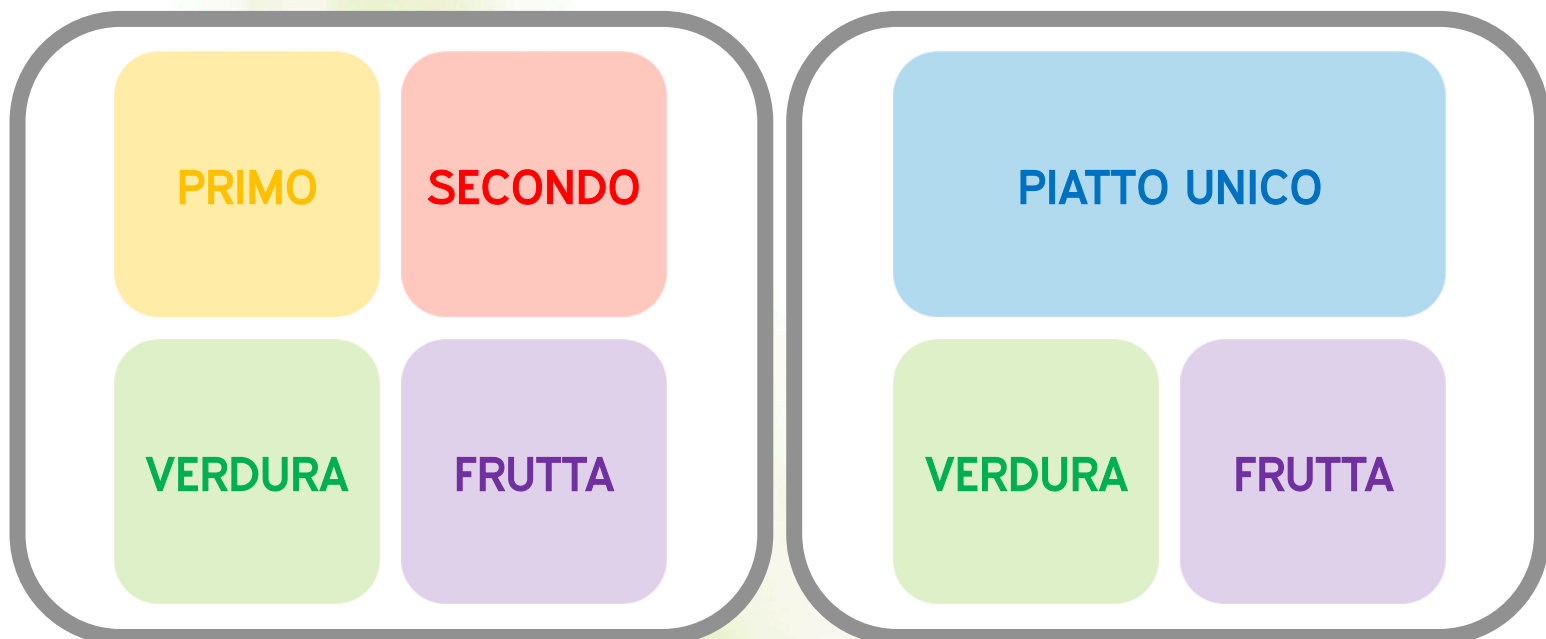 PRIMO
SECONDO
VERDURA
FRUTTA
PIATTO UNICO
VERDURA
FRUTTA